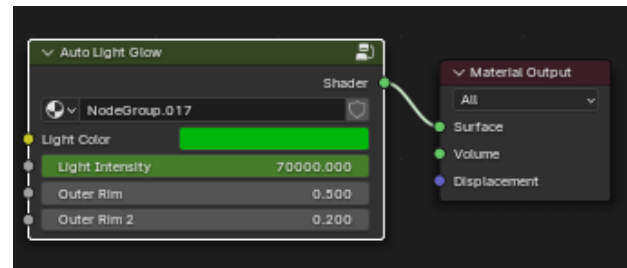 Auto Light Glow
Shader
NodeGroup.017
Light Color
Light Intensity 70000.000
Outer Rim 0.500
Outer Rim 2 0.200
Material Output
All
Surface
Volume
Displacement